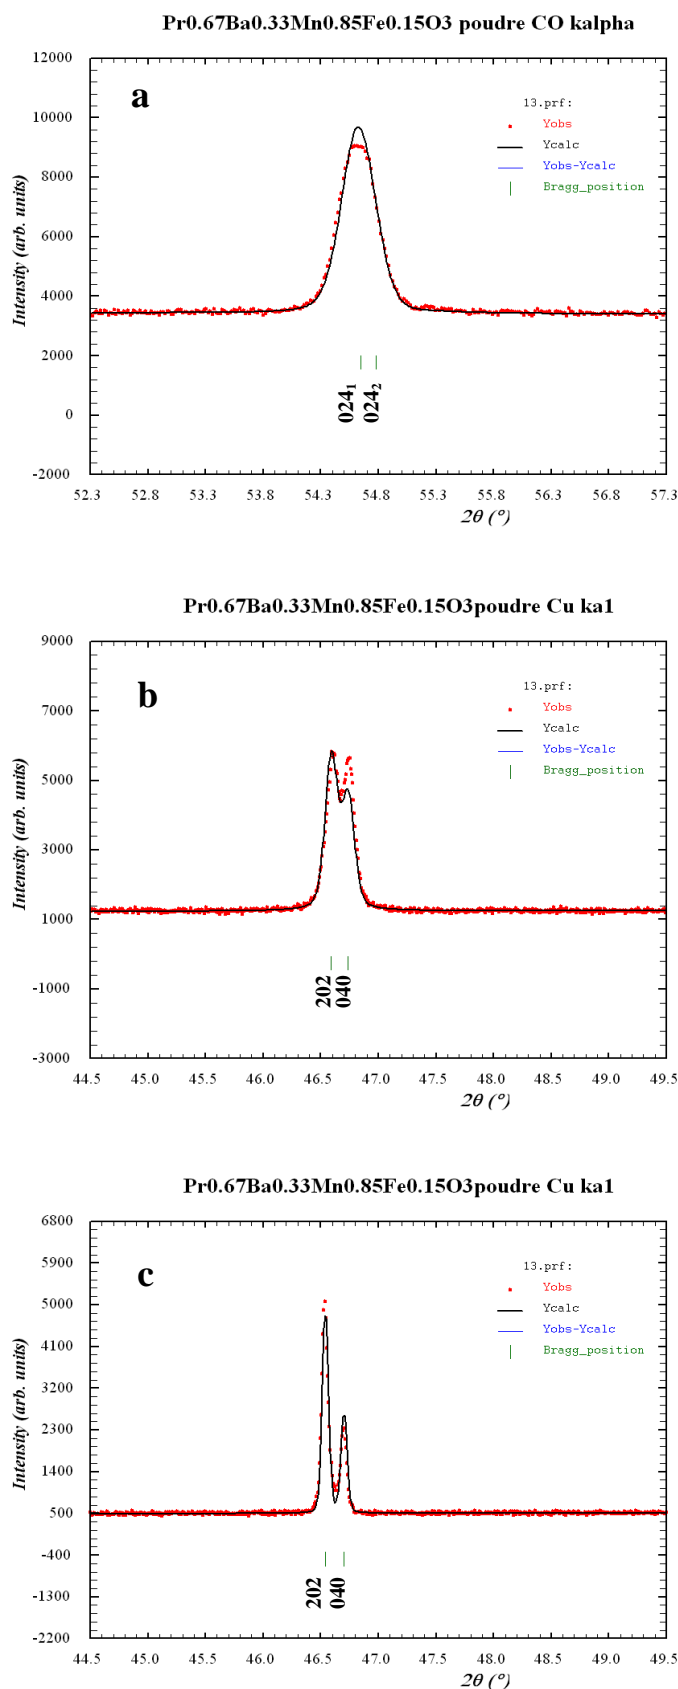 Pr0.67Ba0.33Mn0.85Fe0.15O3 poudre CO kalpha
12000
10000
8000
6000
4000
2000
0
-2000
Intensity (arb. units)
a
13.prf:
Yobs
Ycalc
Yobs-Ycalc
Bragg_position
024₁
024₂
52.3 52.8 53.3 53.8 54.3 54.8 55.3 55.8 56.3 56.8 57.3
2θ (°)
Pr0.67Ba0.33Mn0.85Fe0.15O3poudre Cu ka1
9000
7000
5000
3000
1000
-1000
-3000
Intensity (arb. units)
b
13.prf:
Yobs
Ycalc
Yobs-Ycalc
Bragg_position
202
040
44.5 45.0 45.5 46.0 46.5 47.0 47.5 48.0 48.5 49.0 49.5
2θ (°)
Pr0.67Ba0.33Mn0.85Fe0.15O3poudre Cu ka1
6800
5900
5000
4100
3200
2300
1400
500
-400
-1300
-2200
Intensity (arb. units)
c
13.prf:
Yobs
Ycalc
Yobs-Ycalc
Bragg_position
202
040
44.5 45.0 45.5 46.0 46.5 47.0 47.5 48.0 48.5 49.0 49.5
2θ (°)